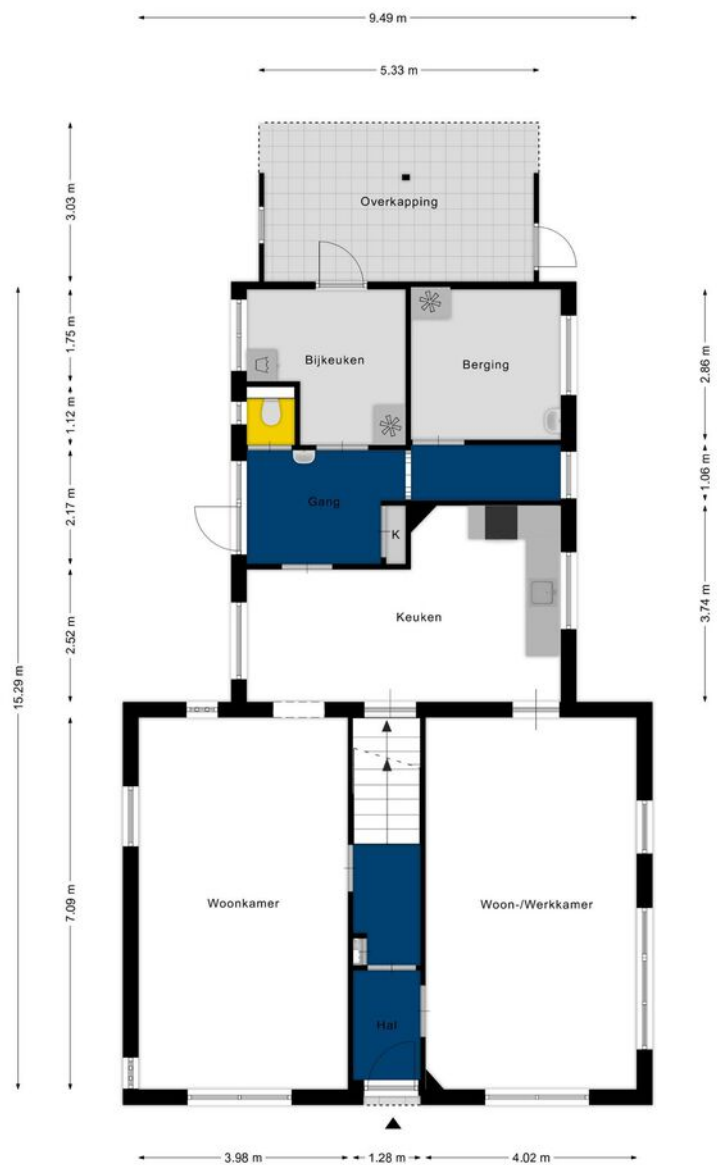 9.49 m
5.33 m
3.03 m
Overkapping
15.29 m
1.75 m
2.86 m
Bijkeuken
Berging
1.12 m
2.17 m
1.06 m
Gang
K
2.52 m
3.74 m
Keuken
7.09 m
Woonkamer
Woon-/Werkkamer
Hal
3.98 m
1.28 m
4.02 m